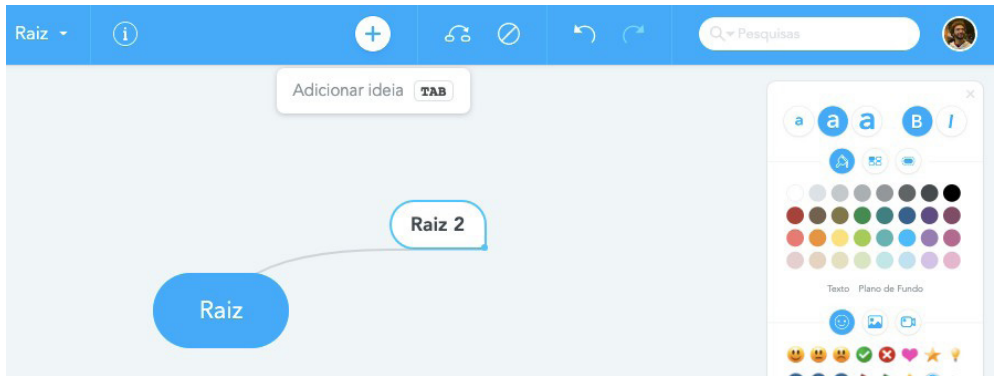 Raiz
Pesquisas
Adicionar ideia TAB
a a a B I
Raiz 2
Texto Plano de Fundo
Raiz